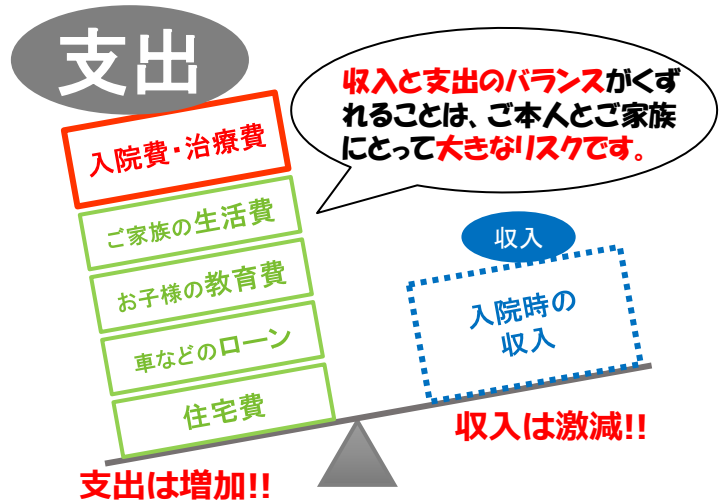 支出
収入と支出のバランスがくず
れることは、ご本人とご家族
にとって大きなリスクです。
入院費・治療費
ご家族の生活費
お子様の教育費
車などのローン
住宅費
収入
入院時の
収入
収入は激減!!
支出は増加!!